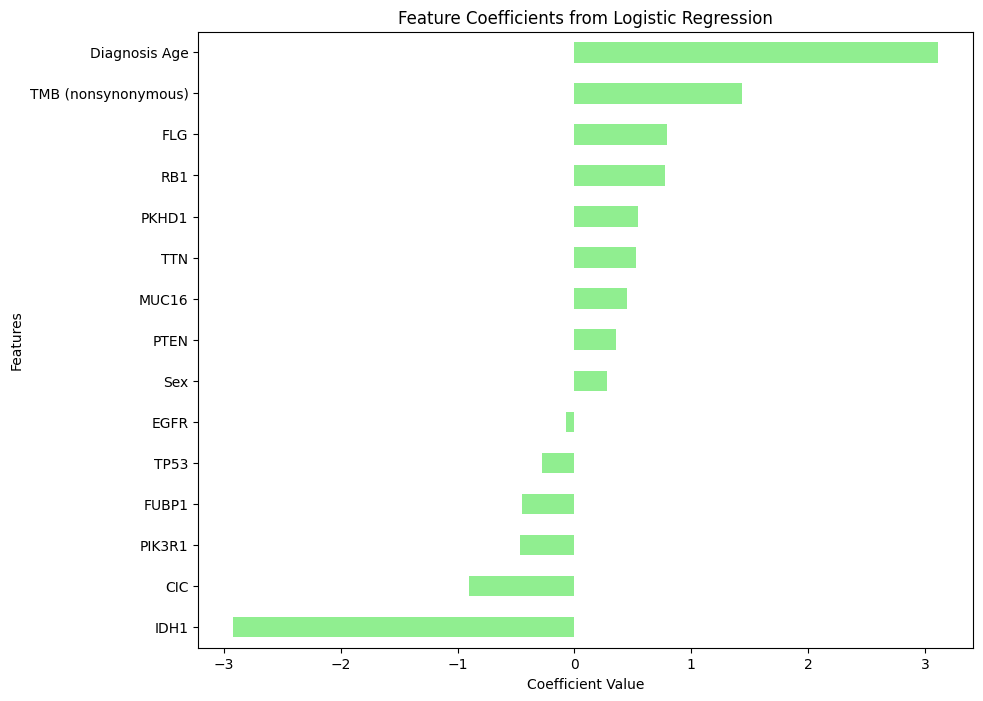 Feature Coefficients from Logistic Regression
Features
Diagnosis Age
TMB (nonsynonymous)
FLG
RB1
PKHD1
TTN
MUC16
PTEN
Sex
EGFR
TP53
FUBP1
PIK3R1
CIC
IDH1
−3 −2 −1 0 1 2 3
Coefficient Value